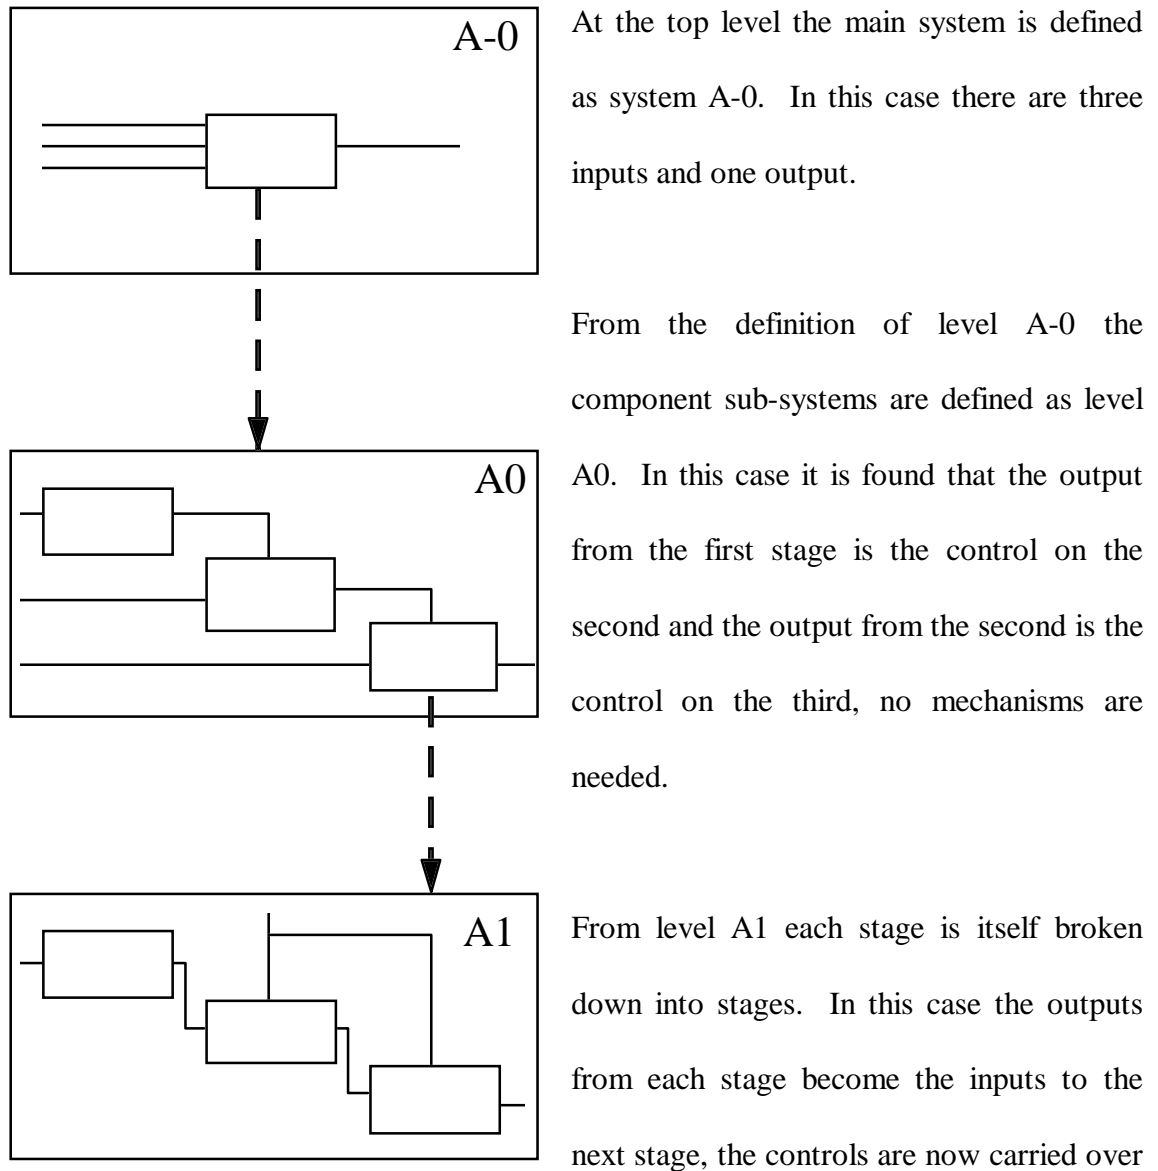 A-0
At the top level the main system is defined
as system A-0. In this case there are three
inputs and one output.
From the definition of level A-0 the
component sub-systems are defined as level
A0
A0. In this case it is found that the output
from the first stage is the control on the
second and the output from the second is the
control on the third, no mechanisms are
needed.
A1
From level A1 each stage is itself broken
down into stages. In this case the outputs
from each stage become the inputs to the
next stage, the controls are now carried over